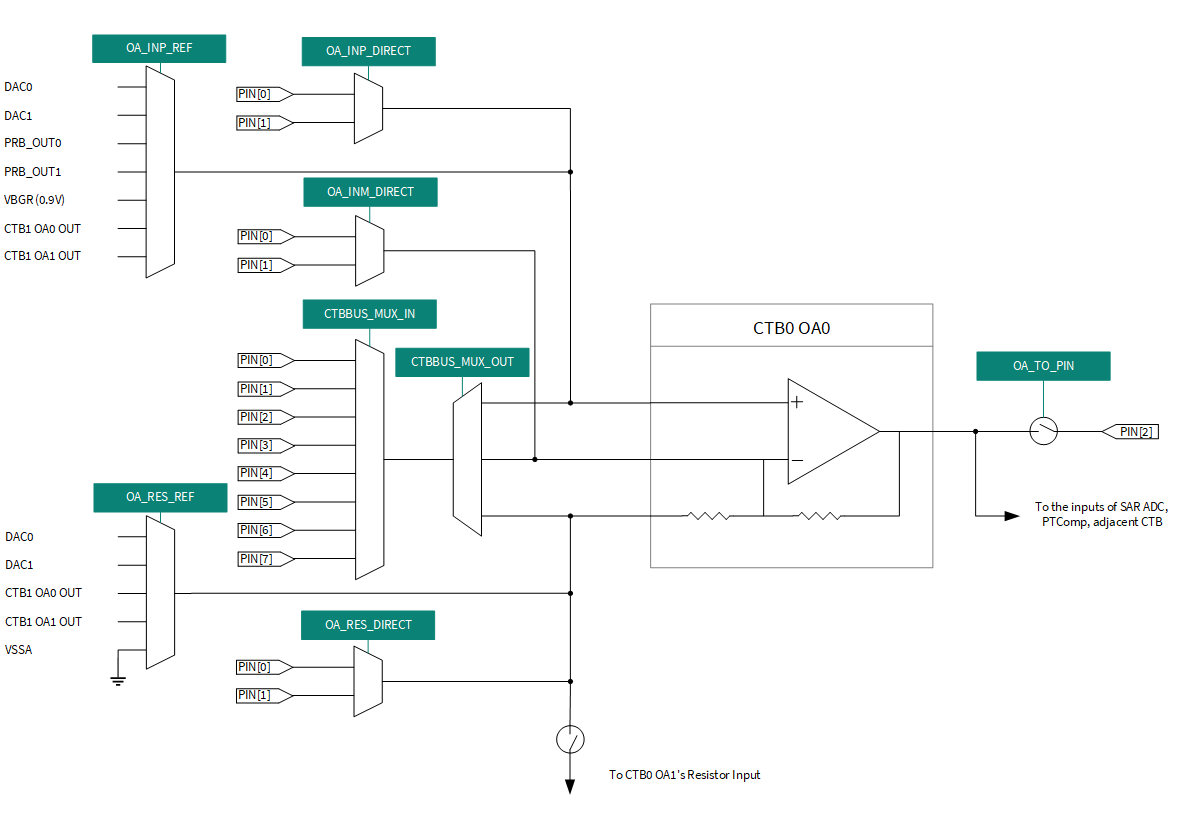 OA_INP_REF
DAC0
DAC1
PRB_OUT0
PRB_OUT1
VBGR (0.9V)
CTB1 OA0 OUT
CTB1 OA1 OUT
OA_INP_DIRECT
PIN[0]
PIN[1]
OA_INM_DIRECT
PIN[0]
PIN[1]
CTBBUS_MUX_IN
PIN[0]
PIN[1]
PIN[2]
PIN[3]
PIN[4]
PIN[5]
PIN[6]
PIN[7]
CTBBUS_MUX_OUT
OA_RES_REF
DAC0
DAC1
CTB1 OA0 OUT
CTB1 OA1 OUT
VSSA
OA_RES_DIRECT
PIN[0]
PIN[1]
To CTB0 OA1's Resistor Input
CTB0 OA0
+
−
OA_TO_PIN
PIN[2]
To the inputs of SAR ADC,
PTComp, adjacent CTB